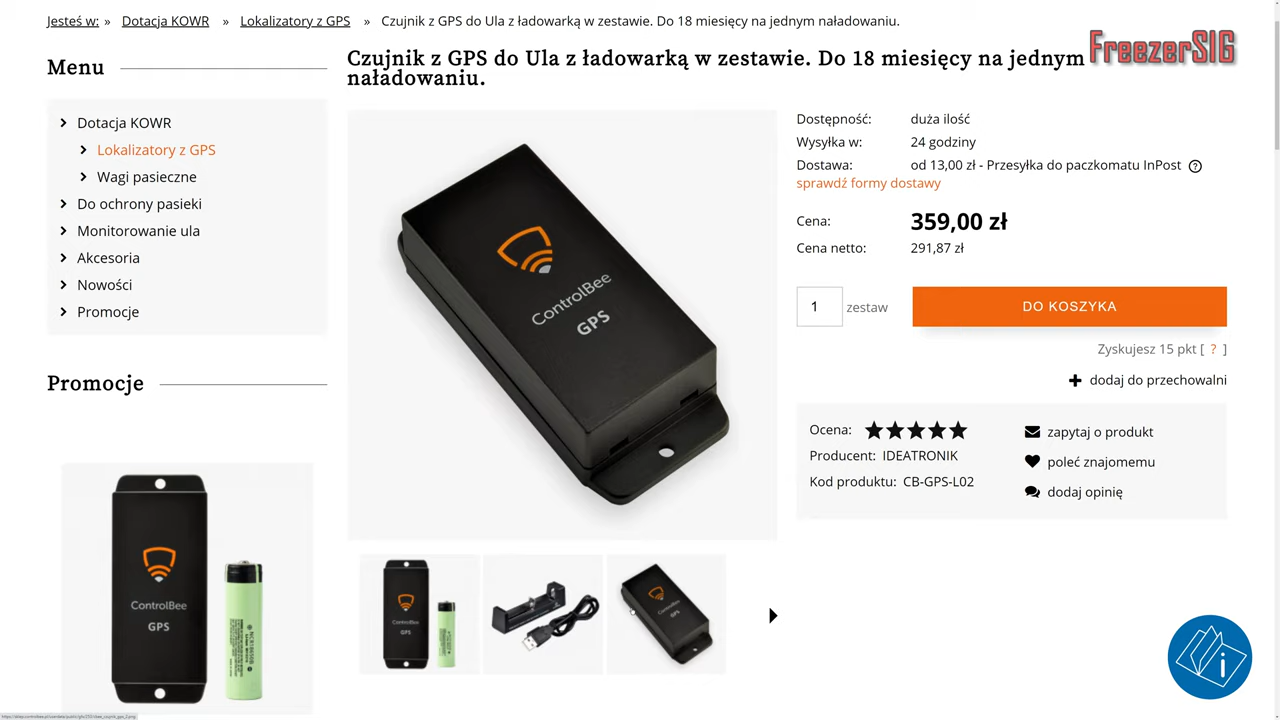 Jesteś w: » Dotacja KOWR » Lokalizatory z GPS » Czujnik z GPS do Ula z ładowarką w zestawie. Do 18 miesięcy na jednym naładowaniu.
FreezerSIG
Menu
Dotacja KOWR
Lokalizatory z GPS
Wagi pasieczne
Do ochrony pasieki
Monitorowanie ula
Akcesoria
Nowości
Promocje
Promocje
ControlBee
GPS
Czujnik z GPS do Ula z ładowarką w zestawie. Do 18 miesięcy na jednym
naładowaniu.
ControlBee
GPS
ControlBee
GPS
ControlBee
GPS
Dostępność: duża ilość
Wysyłka w: 24 godziny
Dostawa: od 13,00 zł - Przesyłka do paczkomatu InPost ?
sprawdź formy dostawy
Cena: 359,00 zł
Cena netto: 291,87 zł
1 zestaw DO KOSZYKA
Zyskujesz 15 pkt [ ? ]
dodaj do przechowalni
Ocena:
Producent: IDEATRONIK
Kod produktu: CB-GPS-L02
zapytaj o produkt
poleć znajomemu
dodaj opinię
i